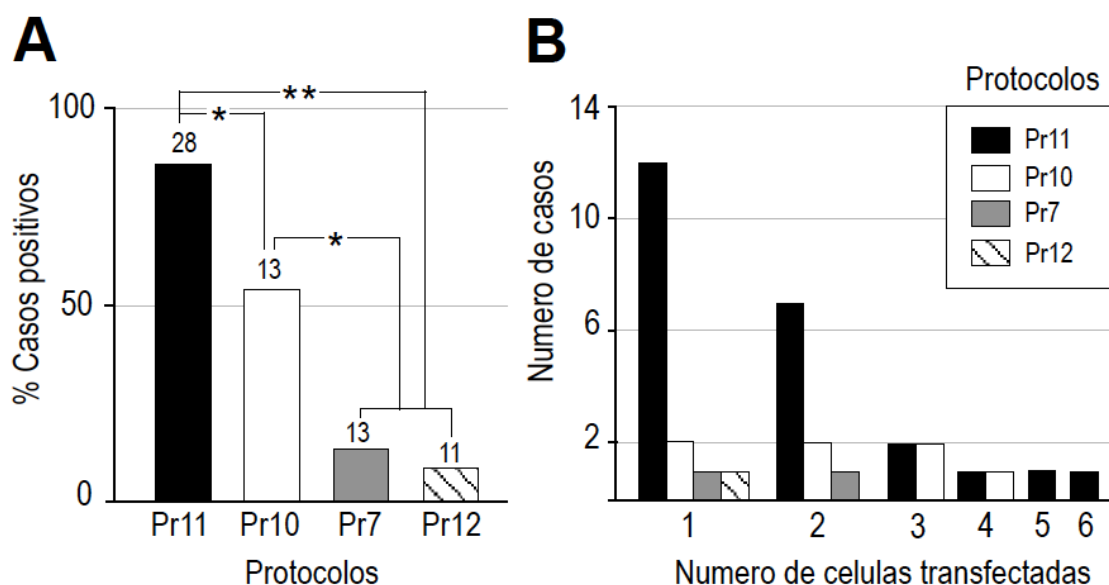 A
100
50
0
% Casos positivos
**
*
*
28
13
13
11
Pr11 Pr10 Pr7 Pr12
Protocolos
B
Protocolos
Pr11
Pr10
Pr7
Pr12
14
10
6
2
Numero de casos
1 2 3 4 5 6
Numero de celulas transfectadas